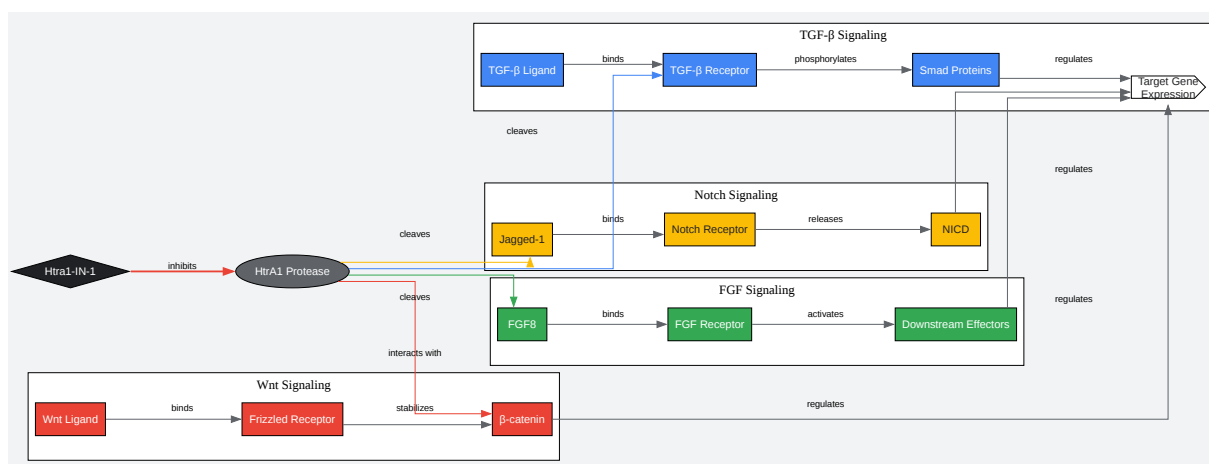 TGF-β Signaling
TGF-β Ligand
binds
TGF-β Receptor
phosphorylates
Smad Proteins
regulates
Target Gene
Expression
cleaves
regulates
Notch Signaling
Jagged-1
binds
Notch Receptor
releases
NICD
cleaves
Htra1-IN-1
inhibits
HtrA1 Protease
cleaves
FGF Signaling
regulates
FGF8
binds
FGF Receptor
activates
Downstream Effectors
interacts with
Wnt Signaling
Wnt Ligand
binds
Frizzled Receptor
stabilizes
β-catenin
regulates